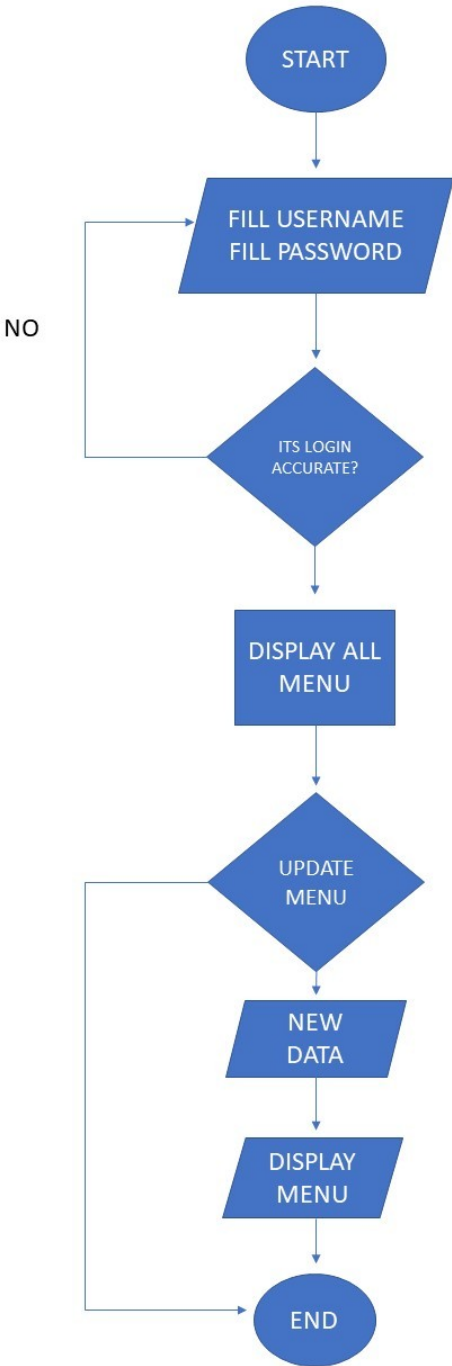 START
FILL USERNAME
FILL PASSWORD
NO
ITS LOGIN
ACCURATE?
DISPLAY ALL
MENU
UPDATE
MENU
NEW
DATA
DISPLAY
MENU
END